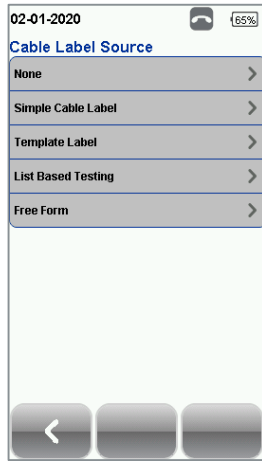 02-01-2020 65%
Cable Label Source
None
Simple Cable Label
Template Label
List Based Testing
Free Form